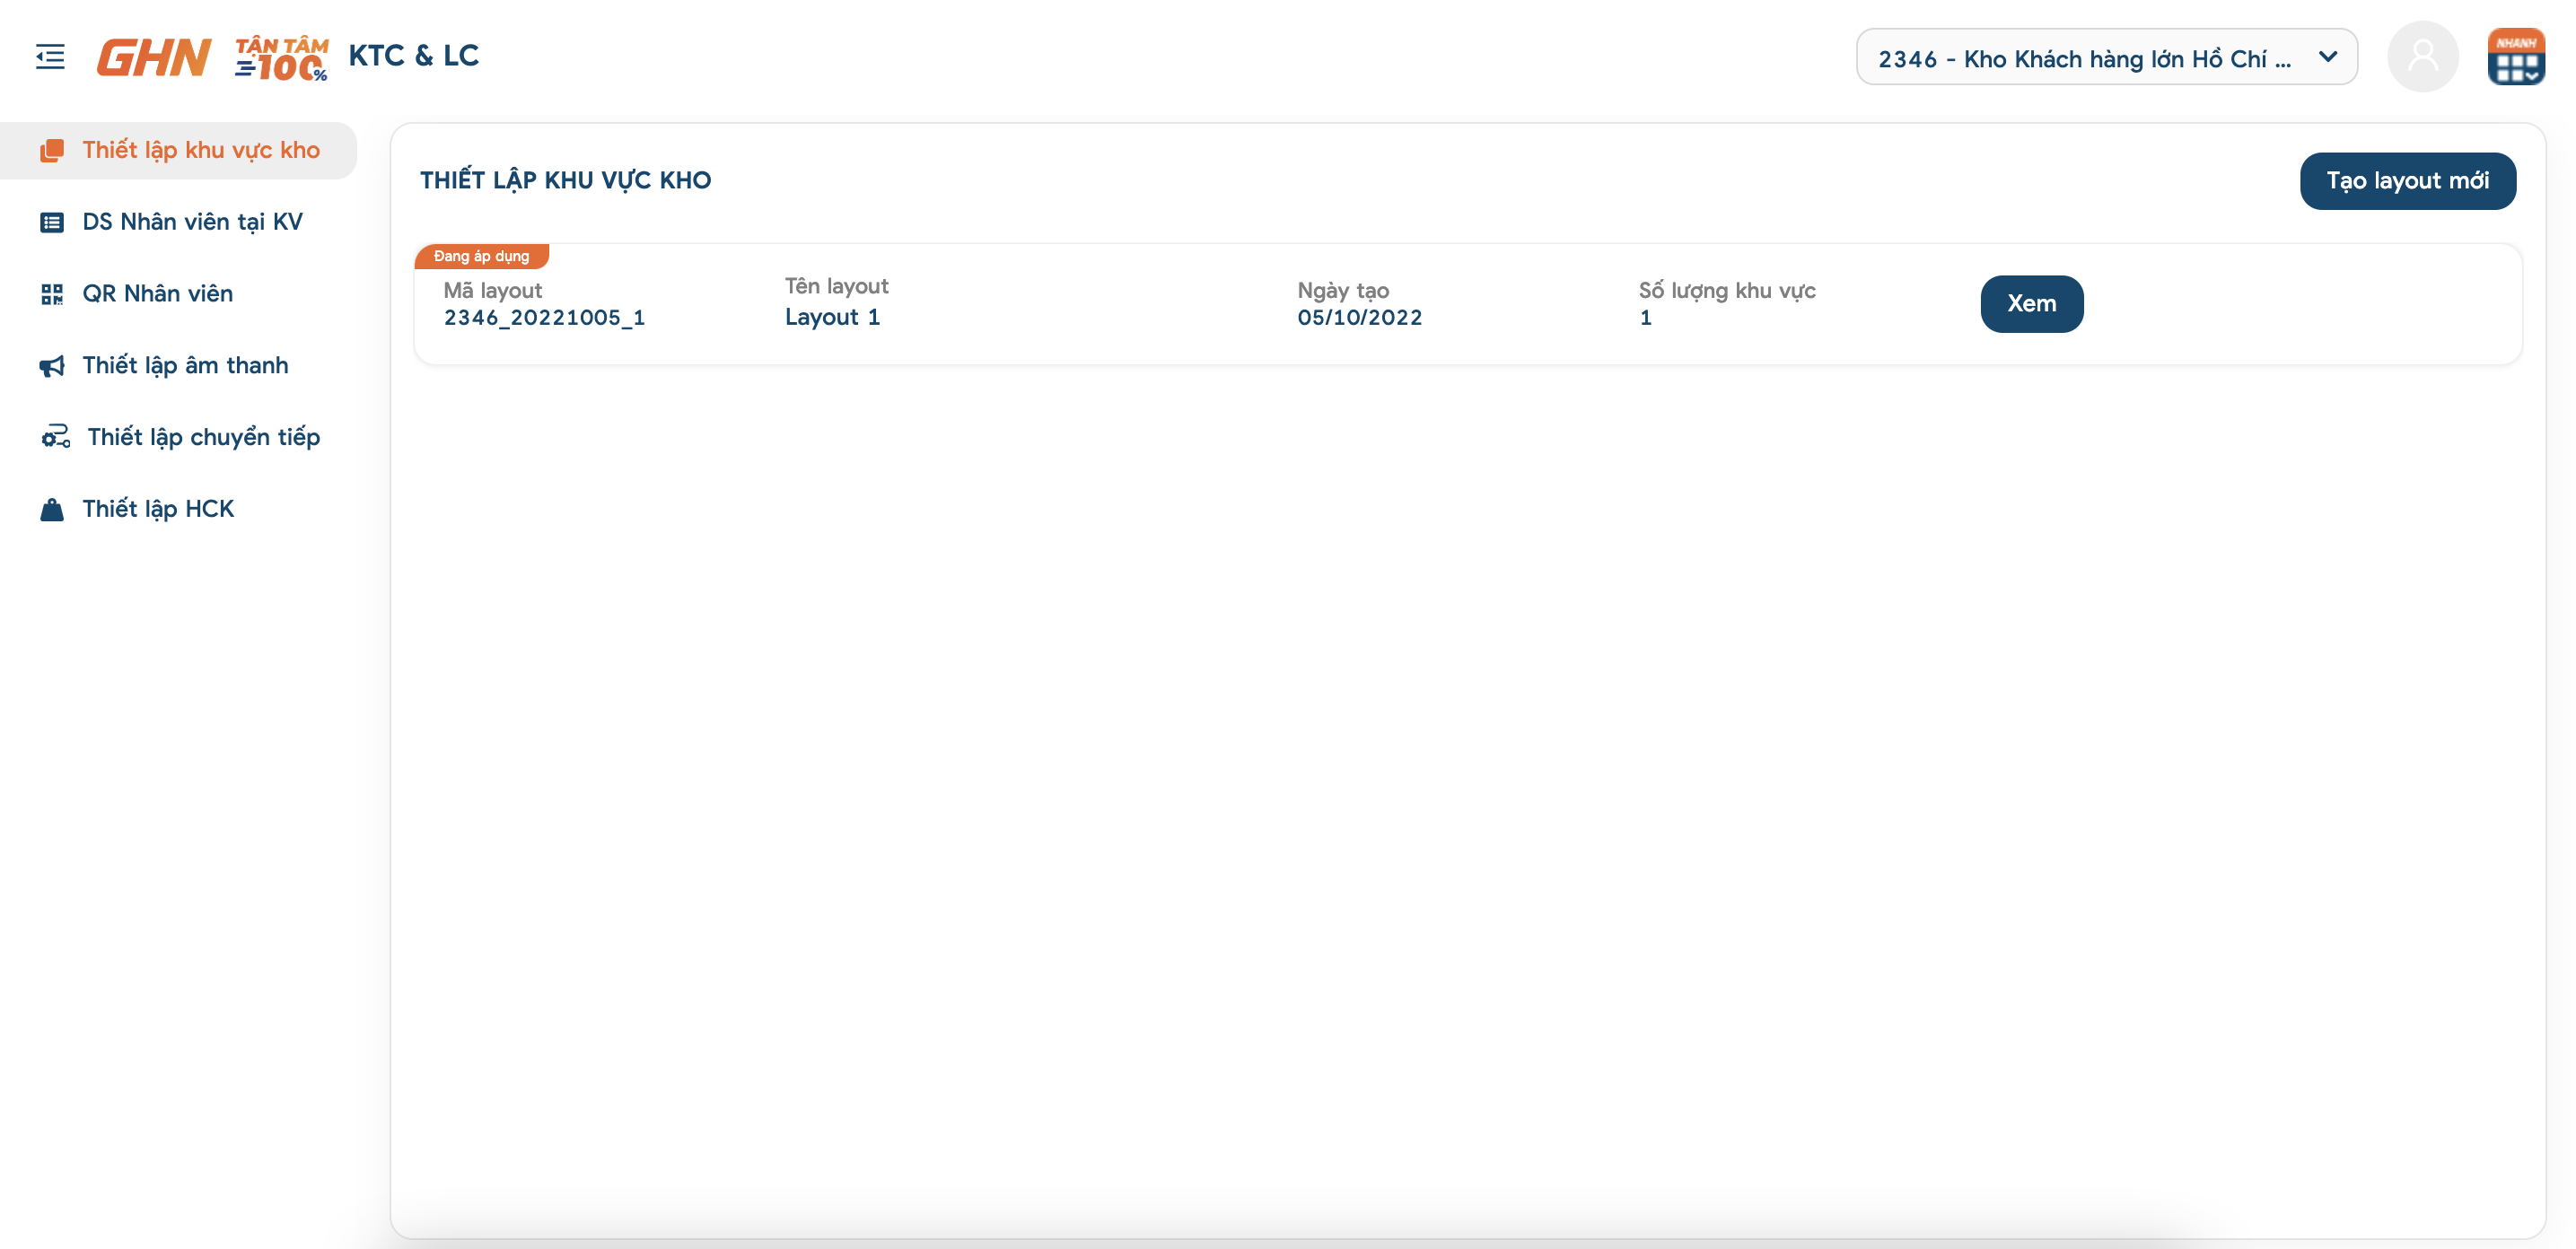 GHN TẬN TÂM 100% KTC & LC
2346 - Kho Khách hàng lớn Hồ Chí ...
NHANH
Thiết lập khu vực kho
DS Nhân viên tại KV
QR Nhân viên
Thiết lập âm thanh
Thiết lập chuyển tiếp
Thiết lập HCK
THIẾT LẬP KHU VỰC KHO
Tạo layout mới
Đang áp dụng
Mã layout
2346_20221005_1
Tên layout
Layout 1
Ngày tạo
05/10/2022
Số lượng khu vực
1
Xem